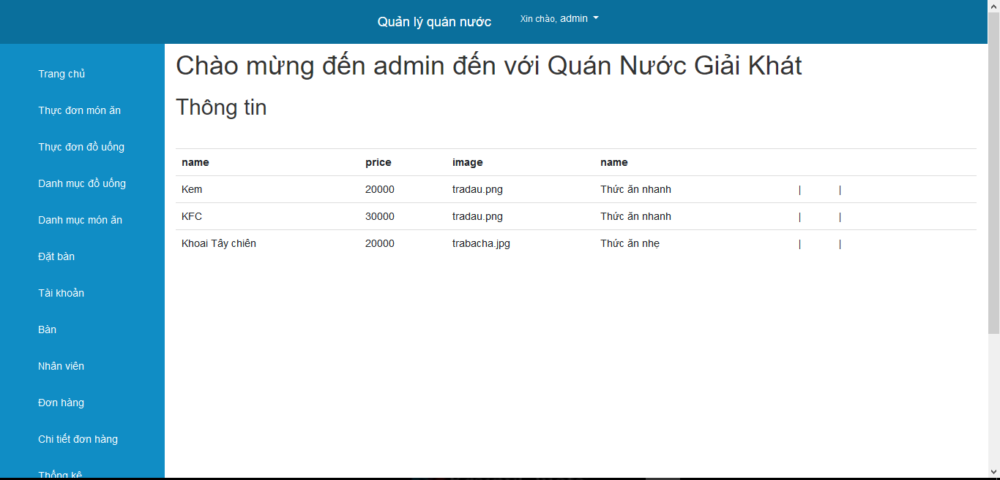 Quản lý quán nước
Xin chào, admin
Trang chủ
Thực đơn món ăn
Thực đơn đồ uống
Danh mục đồ uống
Danh mục món ăn
Đặt bàn
Tài khoản
Bàn
Nhân viên
Đơn hàng
Chi tiết đơn hàng
Thống kê
Chào mừng đến admin đến với Quán Nước Giải Khát
Thông tin
name price image name
Kem 20000 tradau.png Thức ăn nhanh | |
KFC 30000 tradau.png Thức ăn nhanh | |
Khoai Tây chiên 20000 trabacha.jpg Thức ăn nhẹ | |